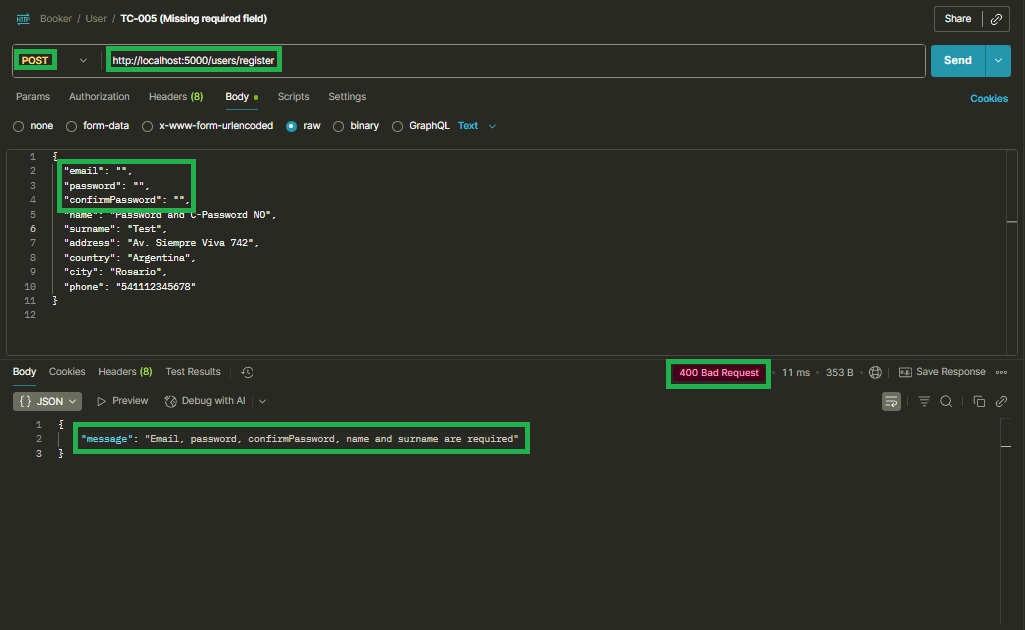 HTTP Booker / User / TC-005 (Missing required field) Share
POST http://localhost:5000/users/register Send
Params Authorization Headers (8) Body Scripts Settings Cookies
none form-data x-www-form-urlencoded raw binary GraphQL Text
1 {
2 "email": "",
3 "password": "",
4 "confirmPassword": "",
5 "name": "Password and C-Password NO",
6 "surname": "Test",
7 "address": "Av. Siempre Viva 742",
8 "country": "Argentina",
9 "city": "Rosario",
10 "phone": "541112345678"
11 }
12
Body Cookies Headers (8) Test Results 400 Bad Request • 11 ms • 353 B • Save Response
{} JSON Preview Debug with AI
1 {
2 "message": "Email, password, confirmPassword, name and surname are required"
3 }